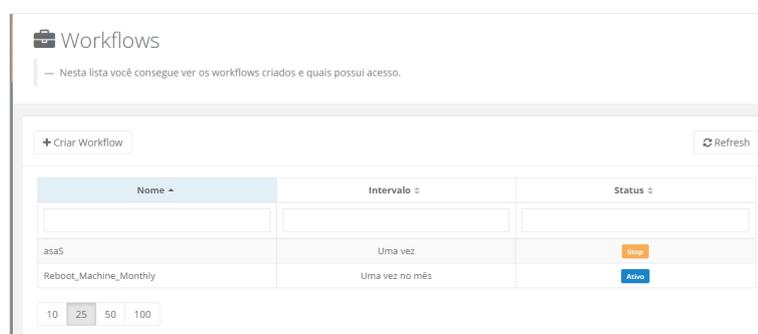 Workflows
— Nesta lista você consegue ver os workflows criados e quais possui acesso.
+ Criar Workflow
Refresh
Nome Intervalo Status
asaS Uma vez Stop
Reboot_Machine_Monthly Uma vez no mês Ativo
10 25 50 100